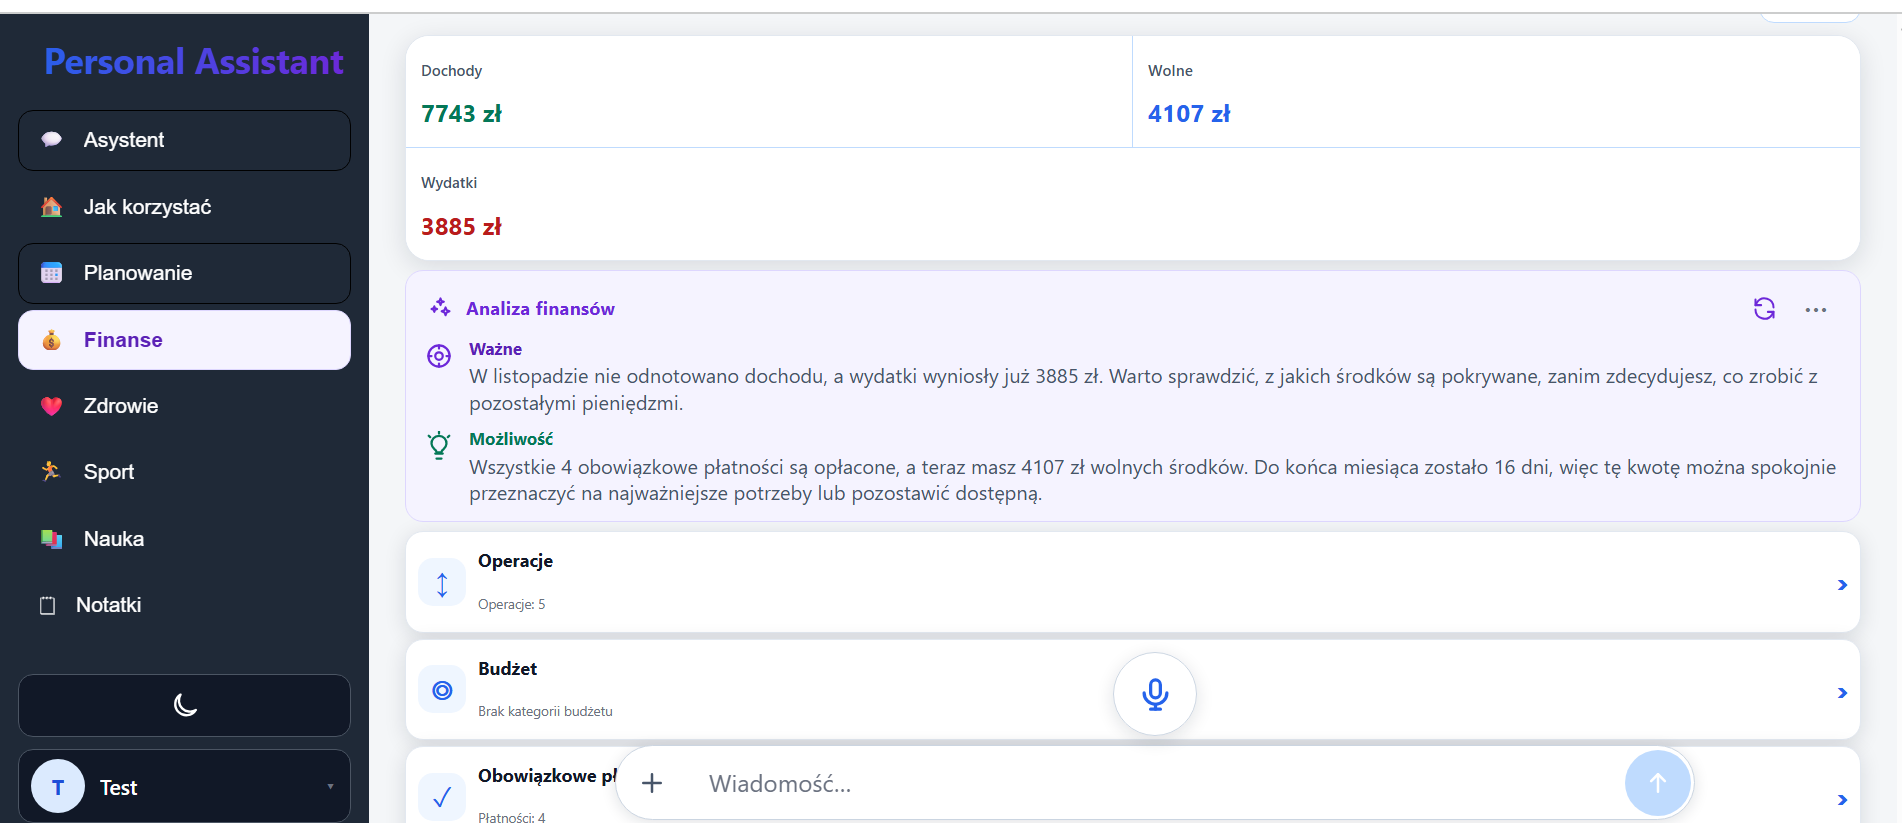 Personal Assistant
Asystent
Jak korzystać
Planowanie
Finanse
Zdrowie
Sport
Nauka
Notatki
T
Test
Dochody
7743 zł
Wolne
4107 zł
Wydatki
3885 zł
Analiza finansów
Ważne
W listopadzie nie odnotowano dochodu, a wydatki wyniosły już 3885 zł. Warto sprawdzić, z jakich środków są pokrywane, zanim zdecydujesz, co zrobić z
pozostałymi pieniędzmi.
Możliwość
Wszystkie 4 obowiązkowe płatności są opłacone, a teraz masz 4107 zł wolnych środków. Do końca miesiąca zostało 16 dni, więc tę kwotę można spokojnie
przeznaczyć na najważniejsze potrzeby lub pozostawić dostępną.
Operacje
Operacje: 5
Budżet
Brak kategorii budżetu
Obowiązkowe
Płatności: 4
Wiadomość...